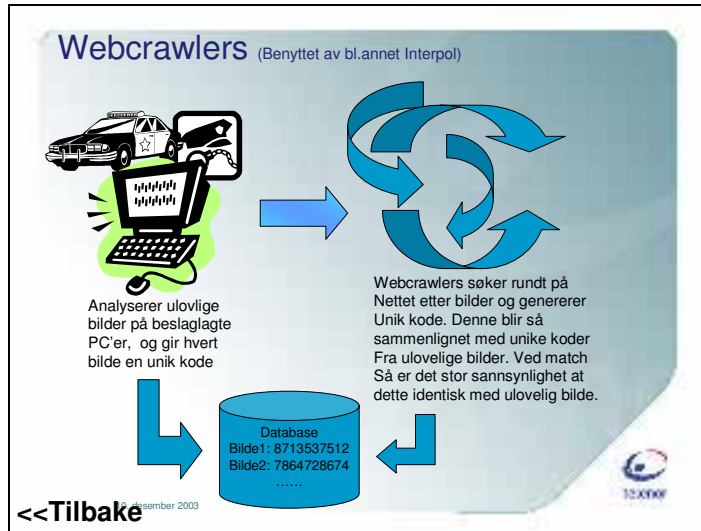 Webcrawlers (Benyttet av bl.annet Interpol)
Analyserer ulovlige
bilder på beslaglagte
PC'er, og gir hvert
bilde en unik kode
Webcrawlers søker rundt på
Nettet etter bilder og genererer
Unik kode. Denne blir så
sammenlignet med unike koder
Fra ulovelige bilder. Ved match
Så er det stor sannsynlighet at
dette identisk med ulovelig bilde.
Database
Bilde1: 8713537512
Bilde2: 7864728674
......
desember 2003
<<Tilbake
telenor